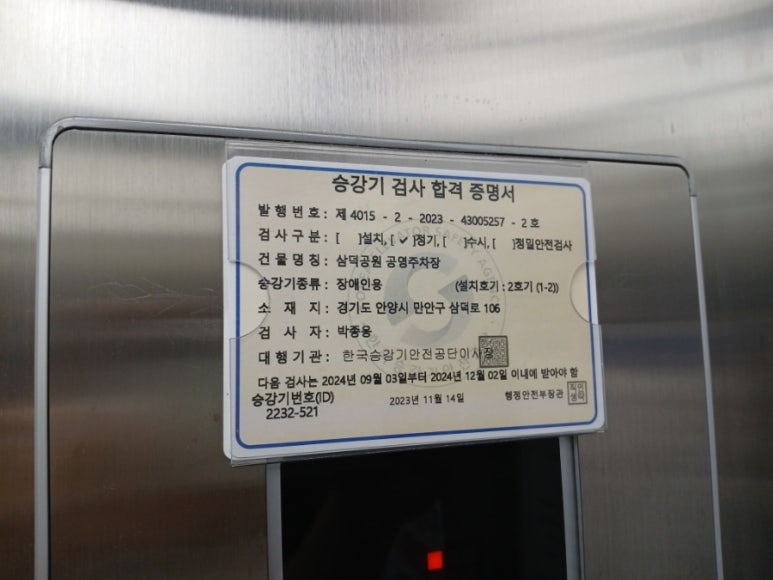 승강기 검사 합격 증명서
발 행 번 호 : 제 4015 - 2 - 2023 - 43005257 - 2 호
검 사 구 분 : [ ]설치, [✓]정기, [ ]수시, [ ]정밀안전검사
건 물 명 칭 : 삼덕공원 공영주차장
승강기종류 : 장애인용 (설치호기 : 2호기 (1-2))
소 재 지 : 경기도 안양시 만안구 삼덕로 106
검 사 자 : 박종웅
대 행 기 관 : 한국승강기안전공단이사장
다음 검사는 2024년 09월 03일부터 2024년 12월 02일 이내에 받아야 함
승강기번호(ID) 2023년 11월 14일 행정안전부장관
2232-521